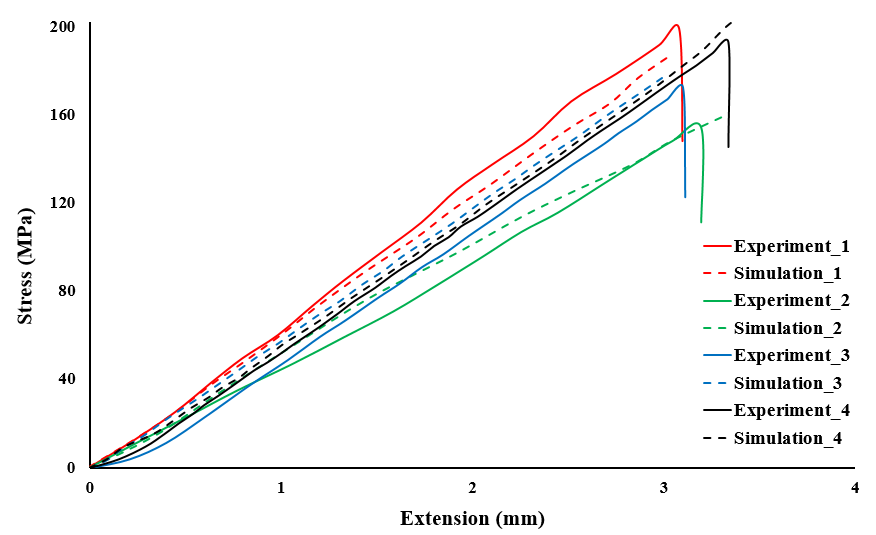 200
160
120
80
40
0
Stress (MPa)
0 1 2 3 4
Extension (mm)
Experiment_1
Simulation_1
Experiment_2
Simulation_2
Experiment_3
Simulation_3
Experiment_4
Simulation_4